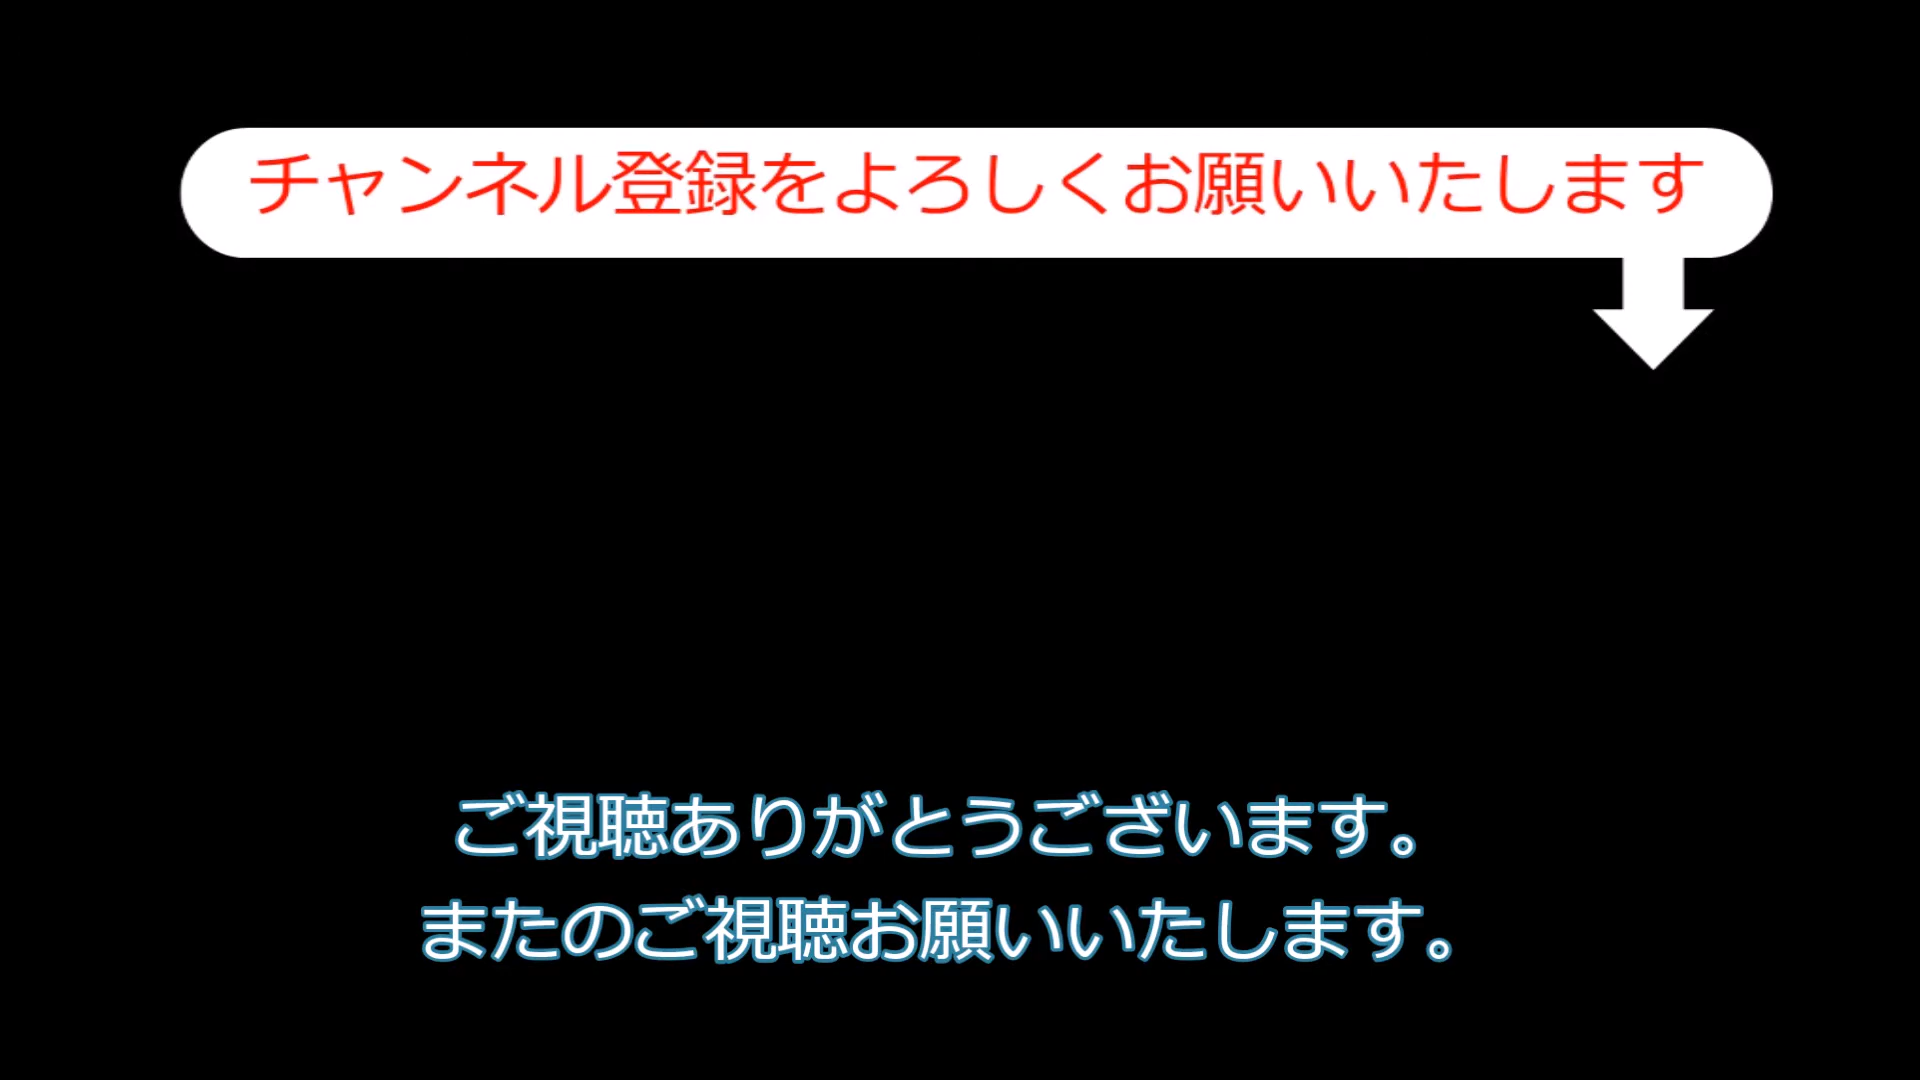 チャンネル登録をよろしくお願いいたします
ご視聴ありがとうございます。
またのご視聴お願いいたします。